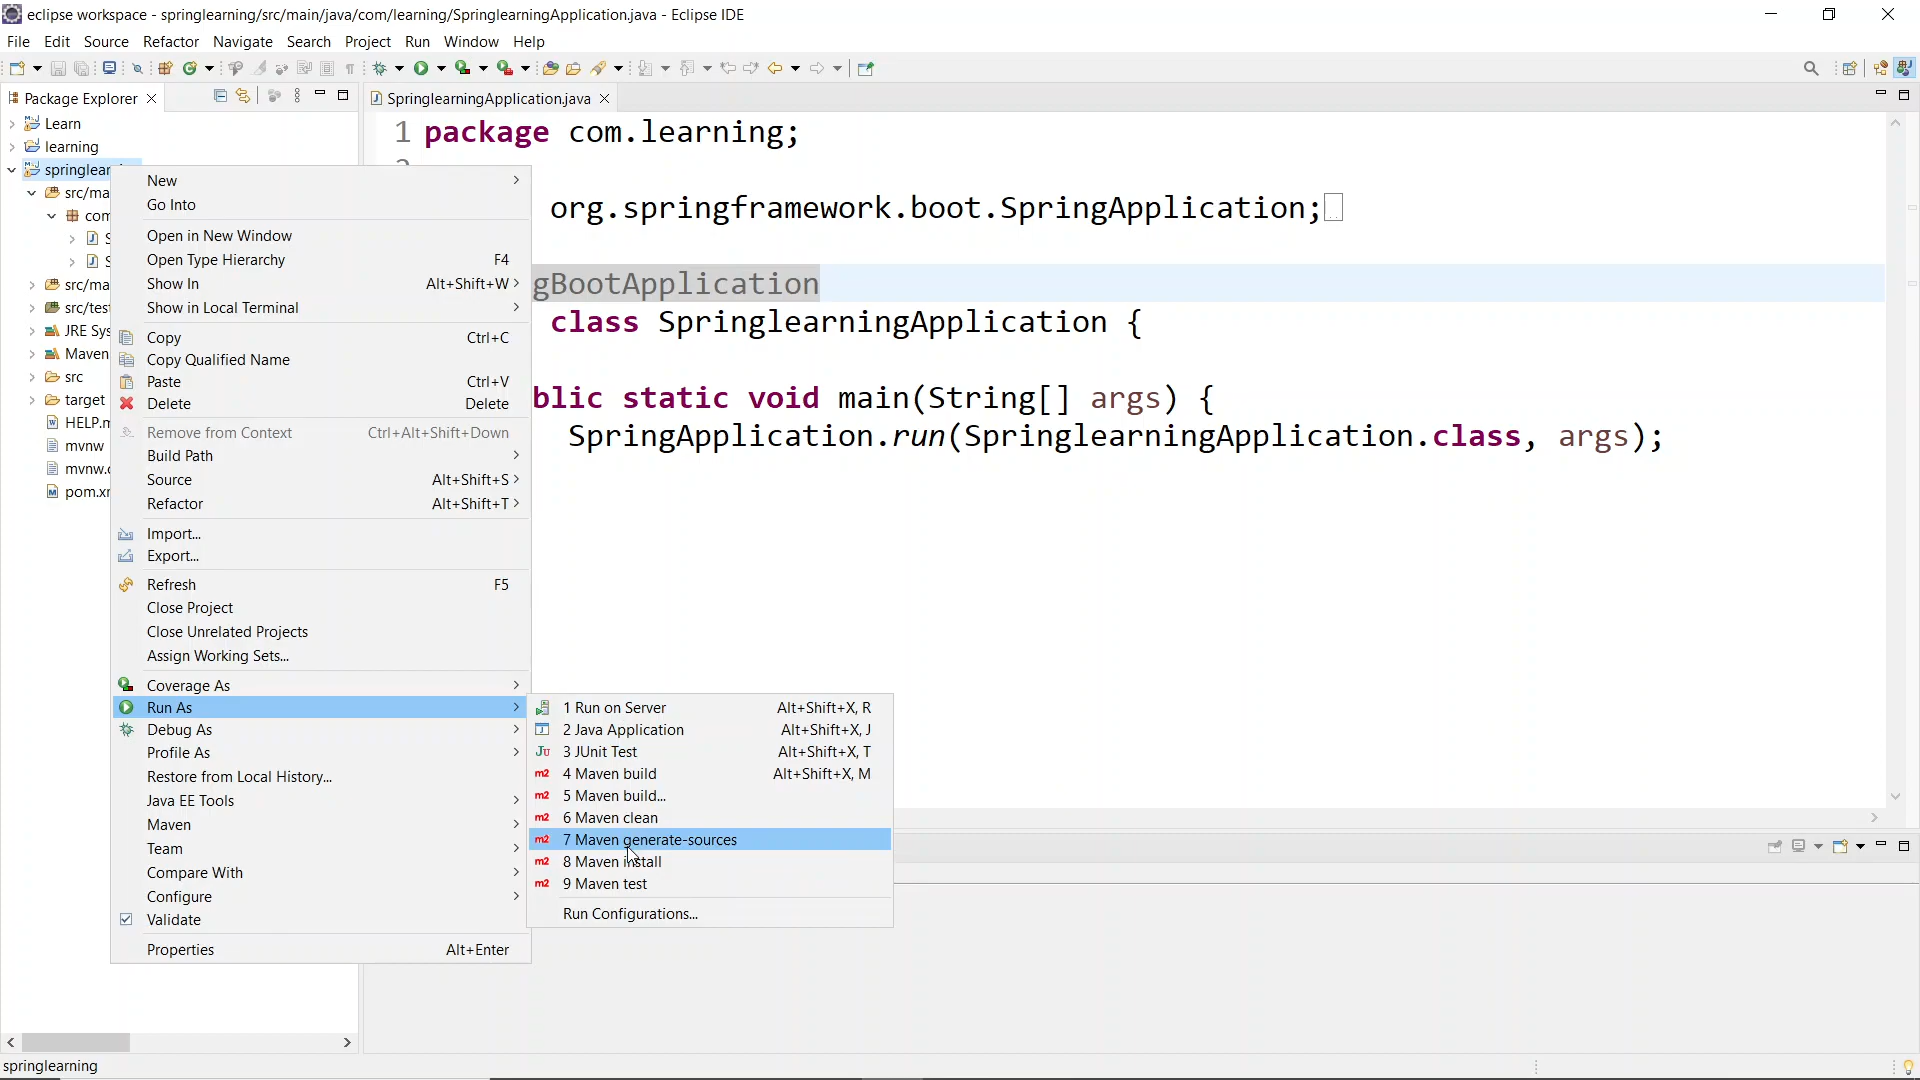 eclipse workspace - springlearning/src/main/java/com/learning/SpringlearningApplication.java - Eclipse IDE
File Edit Source Refactor Navigate Search Project Run Window Help
Package Explorer
SpringlearningApplication.java
Learn
learning
springlear
src/ma
com
S
S
src/ma
src/test
JRE Sys
Maven
src
target
HELP.m
mvnw
mvnw.c
pom.xm
1 package com.learning;
org.springframework.boot.SpringApplication;
gBootApplication
class SpringlearningApplication {
blic static void main(String[] args) {
SpringApplication.run(SpringlearningApplication.class, args);
New
Go Into
Open in New Window
Open Type Hierarchy F4
Show In Alt+Shift+W
Show in Local Terminal
Copy Ctrl+C
Copy Qualified Name
Paste Ctrl+V
Delete Delete
Remove from Context Ctrl+Alt+Shift+Down
Build Path
Source Alt+Shift+S
Refactor Alt+Shift+T
Import...
Export...
Refresh F5
Close Project
Close Unrelated Projects
Assign Working Sets...
Coverage As
Run As
Debug As
Profile As
Restore from Local History...
Java EE Tools
Maven
Team
Compare With
Configure
Validate
Properties Alt+Enter
1 Run on Server Alt+Shift+X, R
2 Java Application Alt+Shift+X, J
Ju 3 JUnit Test Alt+Shift+X, T
m2 4 Maven build Alt+Shift+X, M
m2 5 Maven build...
m2 6 Maven clean
m2 7 Maven generate-sources
m2 8 Maven install
m2 9 Maven test
Run Configurations...
springlearning